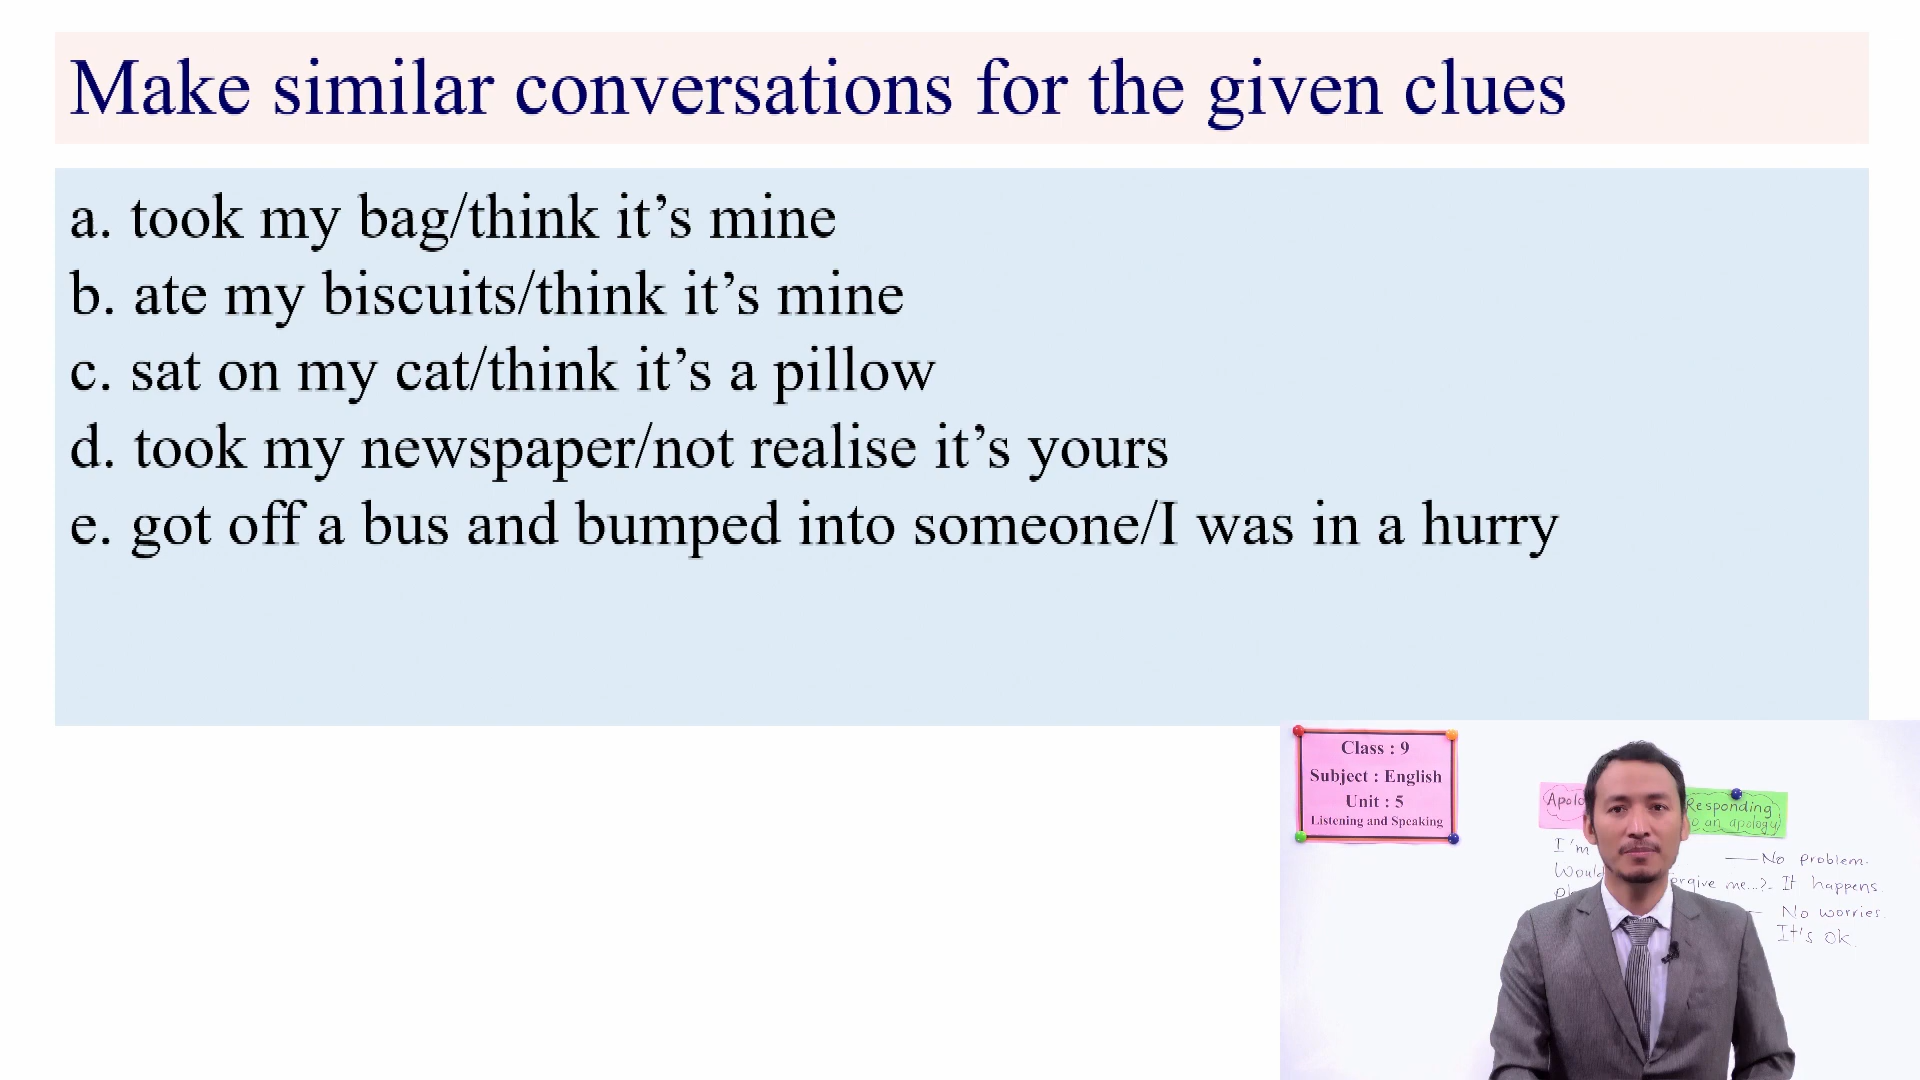 Make similar conversations for the given clues
a. took my bag/think it’s mine
b. ate my biscuits/think it’s mine
c. sat on my cat/think it’s a pillow
d. took my newspaper/not realise it’s yours
e. got off a bus and bumped into someone/I was in a hurry
Class : 9
Subject : English
Unit : 5
Listening and Speaking
Responding
an apology
I'm
No problem.
me...?- It happens.
No worries.
It's ok.